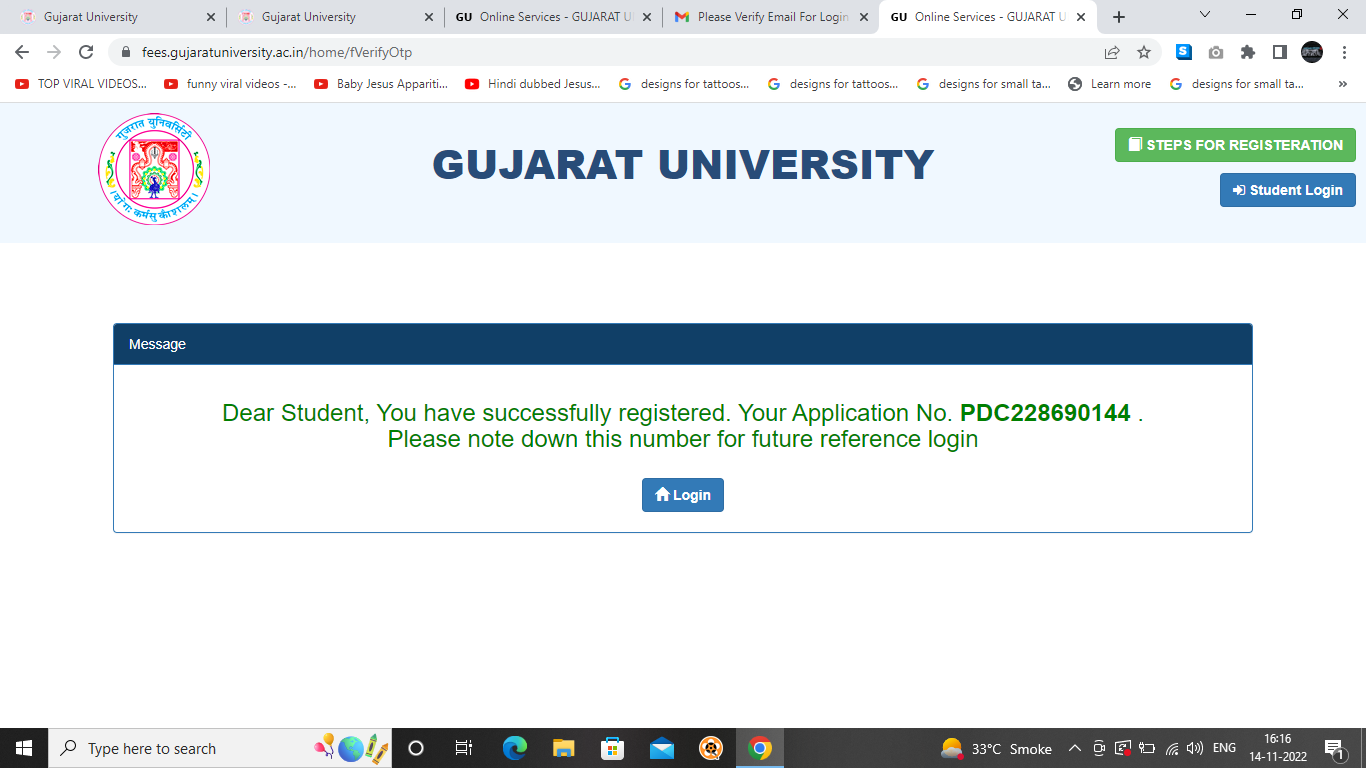 Gujarat University
Gujarat University
GU Online Services - GUJARAT U
Please Verify Email For Login
GU Online Services - GUJARAT U
fees.gujaratuniversity.ac.in/home/fVerifyOtp
TOP VIRAL VIDEOS...
funny viral videos -...
Baby Jesus Appariti...
Hindi dubbed Jesus...
designs for tattoos...
designs for tattoos...
designs for small ta...
Learn more
designs for small ta...
»
गुजरात युनिवर्सिटी
GUJARAT UNIVERSITY
STEPS FOR REGISTERATION
Student Login
Message
Dear Student, You have successfully registered. Your Application No. PDC228690144 .
Please note down this number for future reference login
Login
Type here to search
33°C Smoke
ENG
16:16
14-11-2022
1